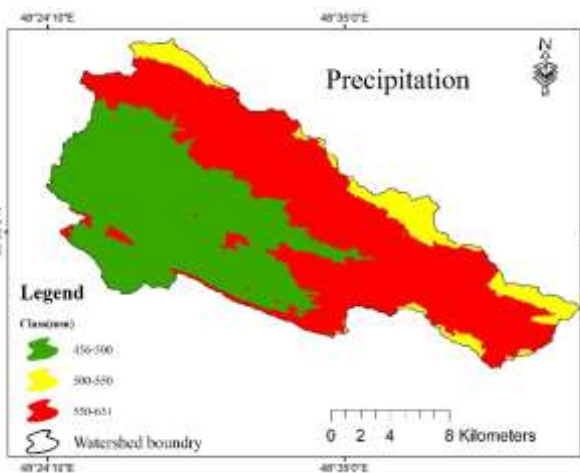 48°24'10"E 48°35'0"E
N
Precipitation
Legend
Class(mm)
456-500
500-550
550-631
Watershed boundry
0 2 4 8 Kilometers
48°24'10"E 48°35'0"E